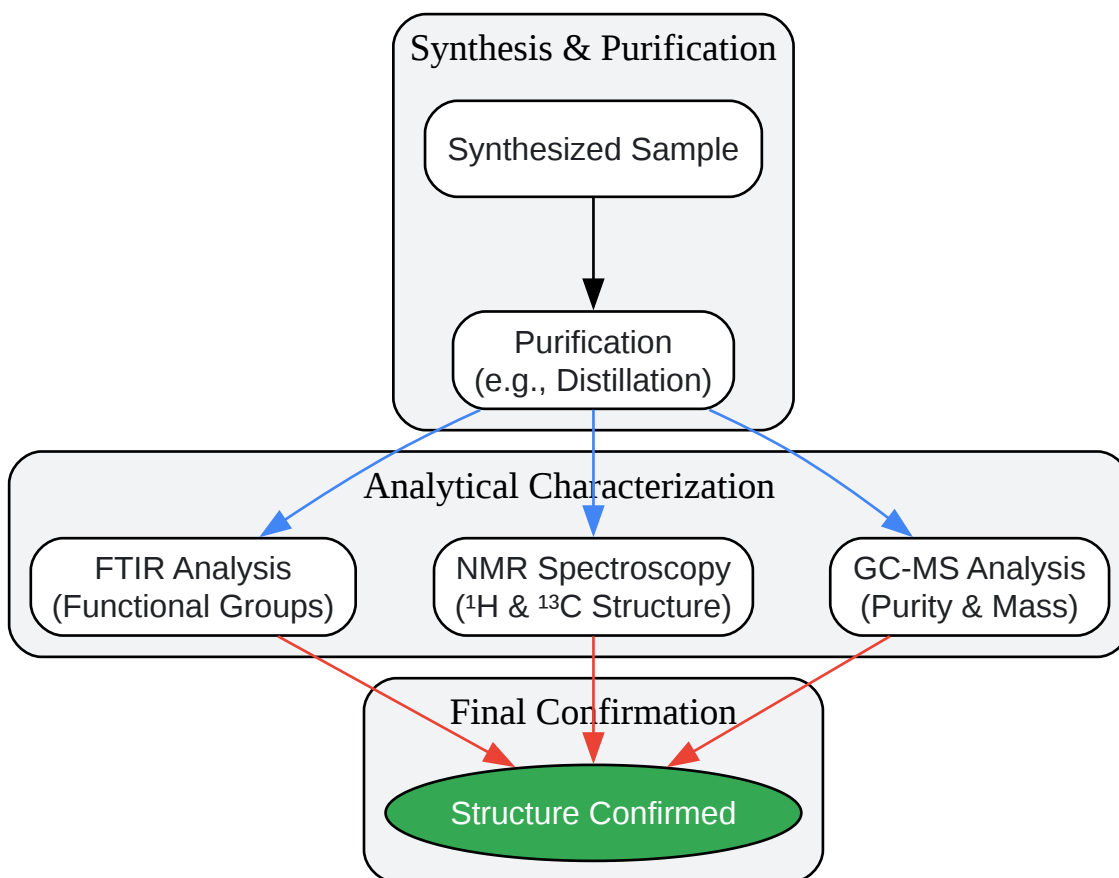 Synthesis & Purification
Synthesized Sample
Purification
(e.g., Distillation)
Analytical Characterization
FTIR Analysis
(Functional Groups)
NMR Spectroscopy
(¹H & ¹³C Structure)
GC-MS Analysis
(Purity & Mass)
Final Confirmation
Structure Confirmed